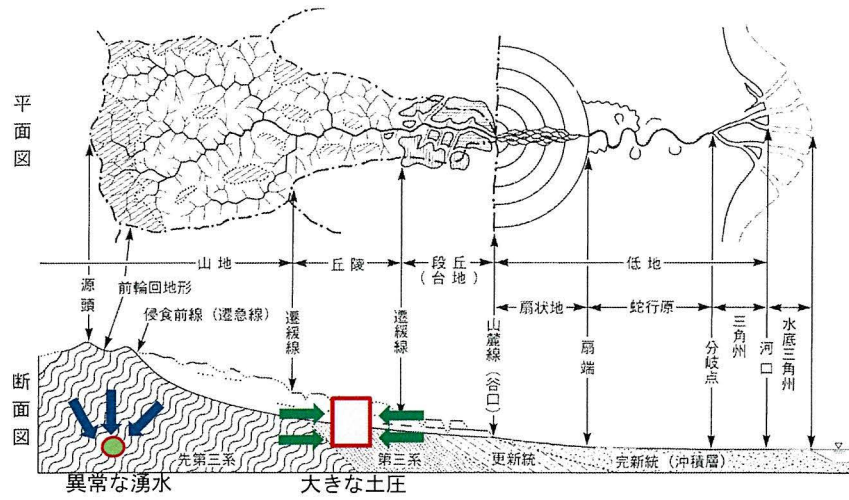 平面図
山地
丘陵
段丘
(台地)
低地
源頭
前輪回地形
侵食前線(遷急線)
遷緩線
遷緩線
山麓線(谷口)
扇状地
扇端
蛇行原
分岐点
三角州
河口
水底三角州
断面図
先第三系
第三系
更新統
完新統(沖積層)
異常な湧水
大きな土圧